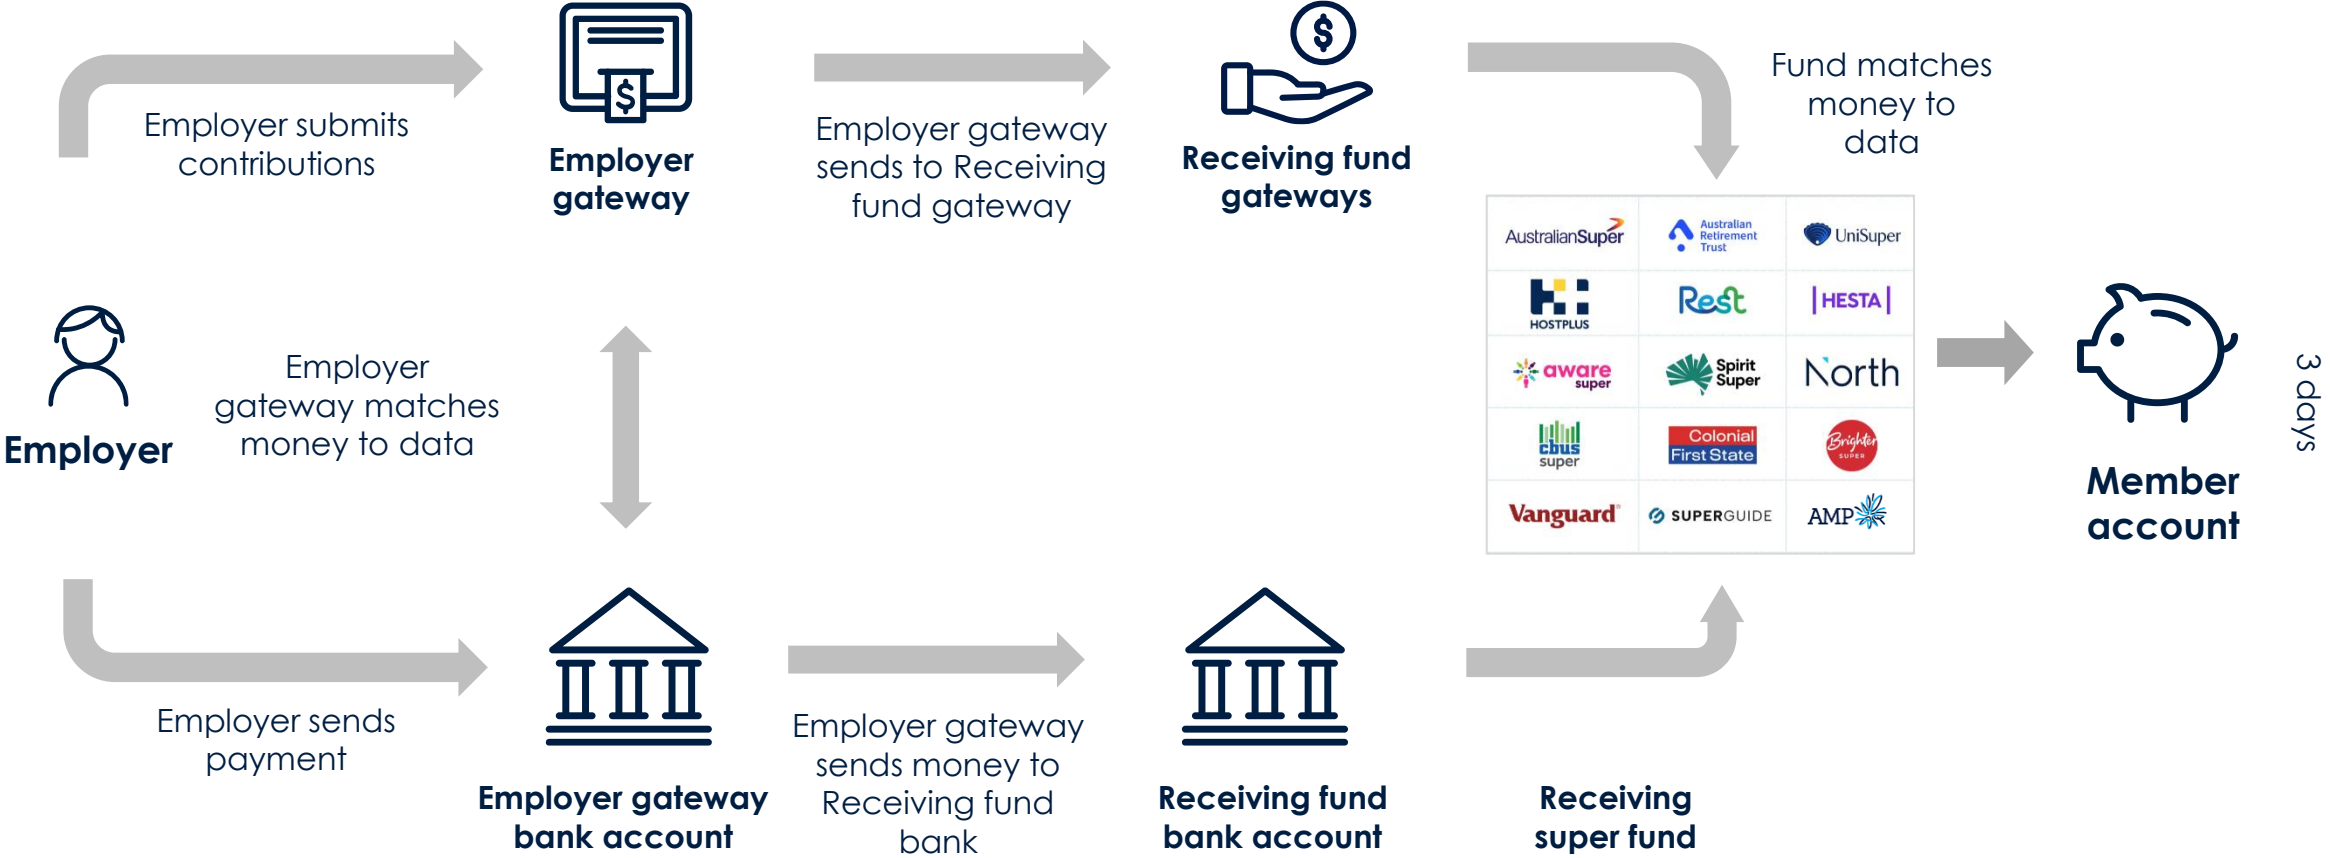 Employer submits
contributions
$
Employer
gateway
Employer gateway
sends to Receiving
fund gateway
$
Receiving fund
gateways
Fund matches
money to
data
AustralianSuper
Australian
Retirement
Trust
UniSuper
HOSTPLUS
Rest
HESTA
aware
super
Spirit
Super
North
cbus
super
Colonial
First State
Brighter
SUPER
Vanguard
SUPERGUIDE
AMP
Employer
Employer
gateway matches
money to data
Member
account
3 days
Employer sends
payment
Employer gateway
bank account
Employer gateway
sends money to
Receiving fund
bank
Receiving fund
bank account
Receiving
super fund